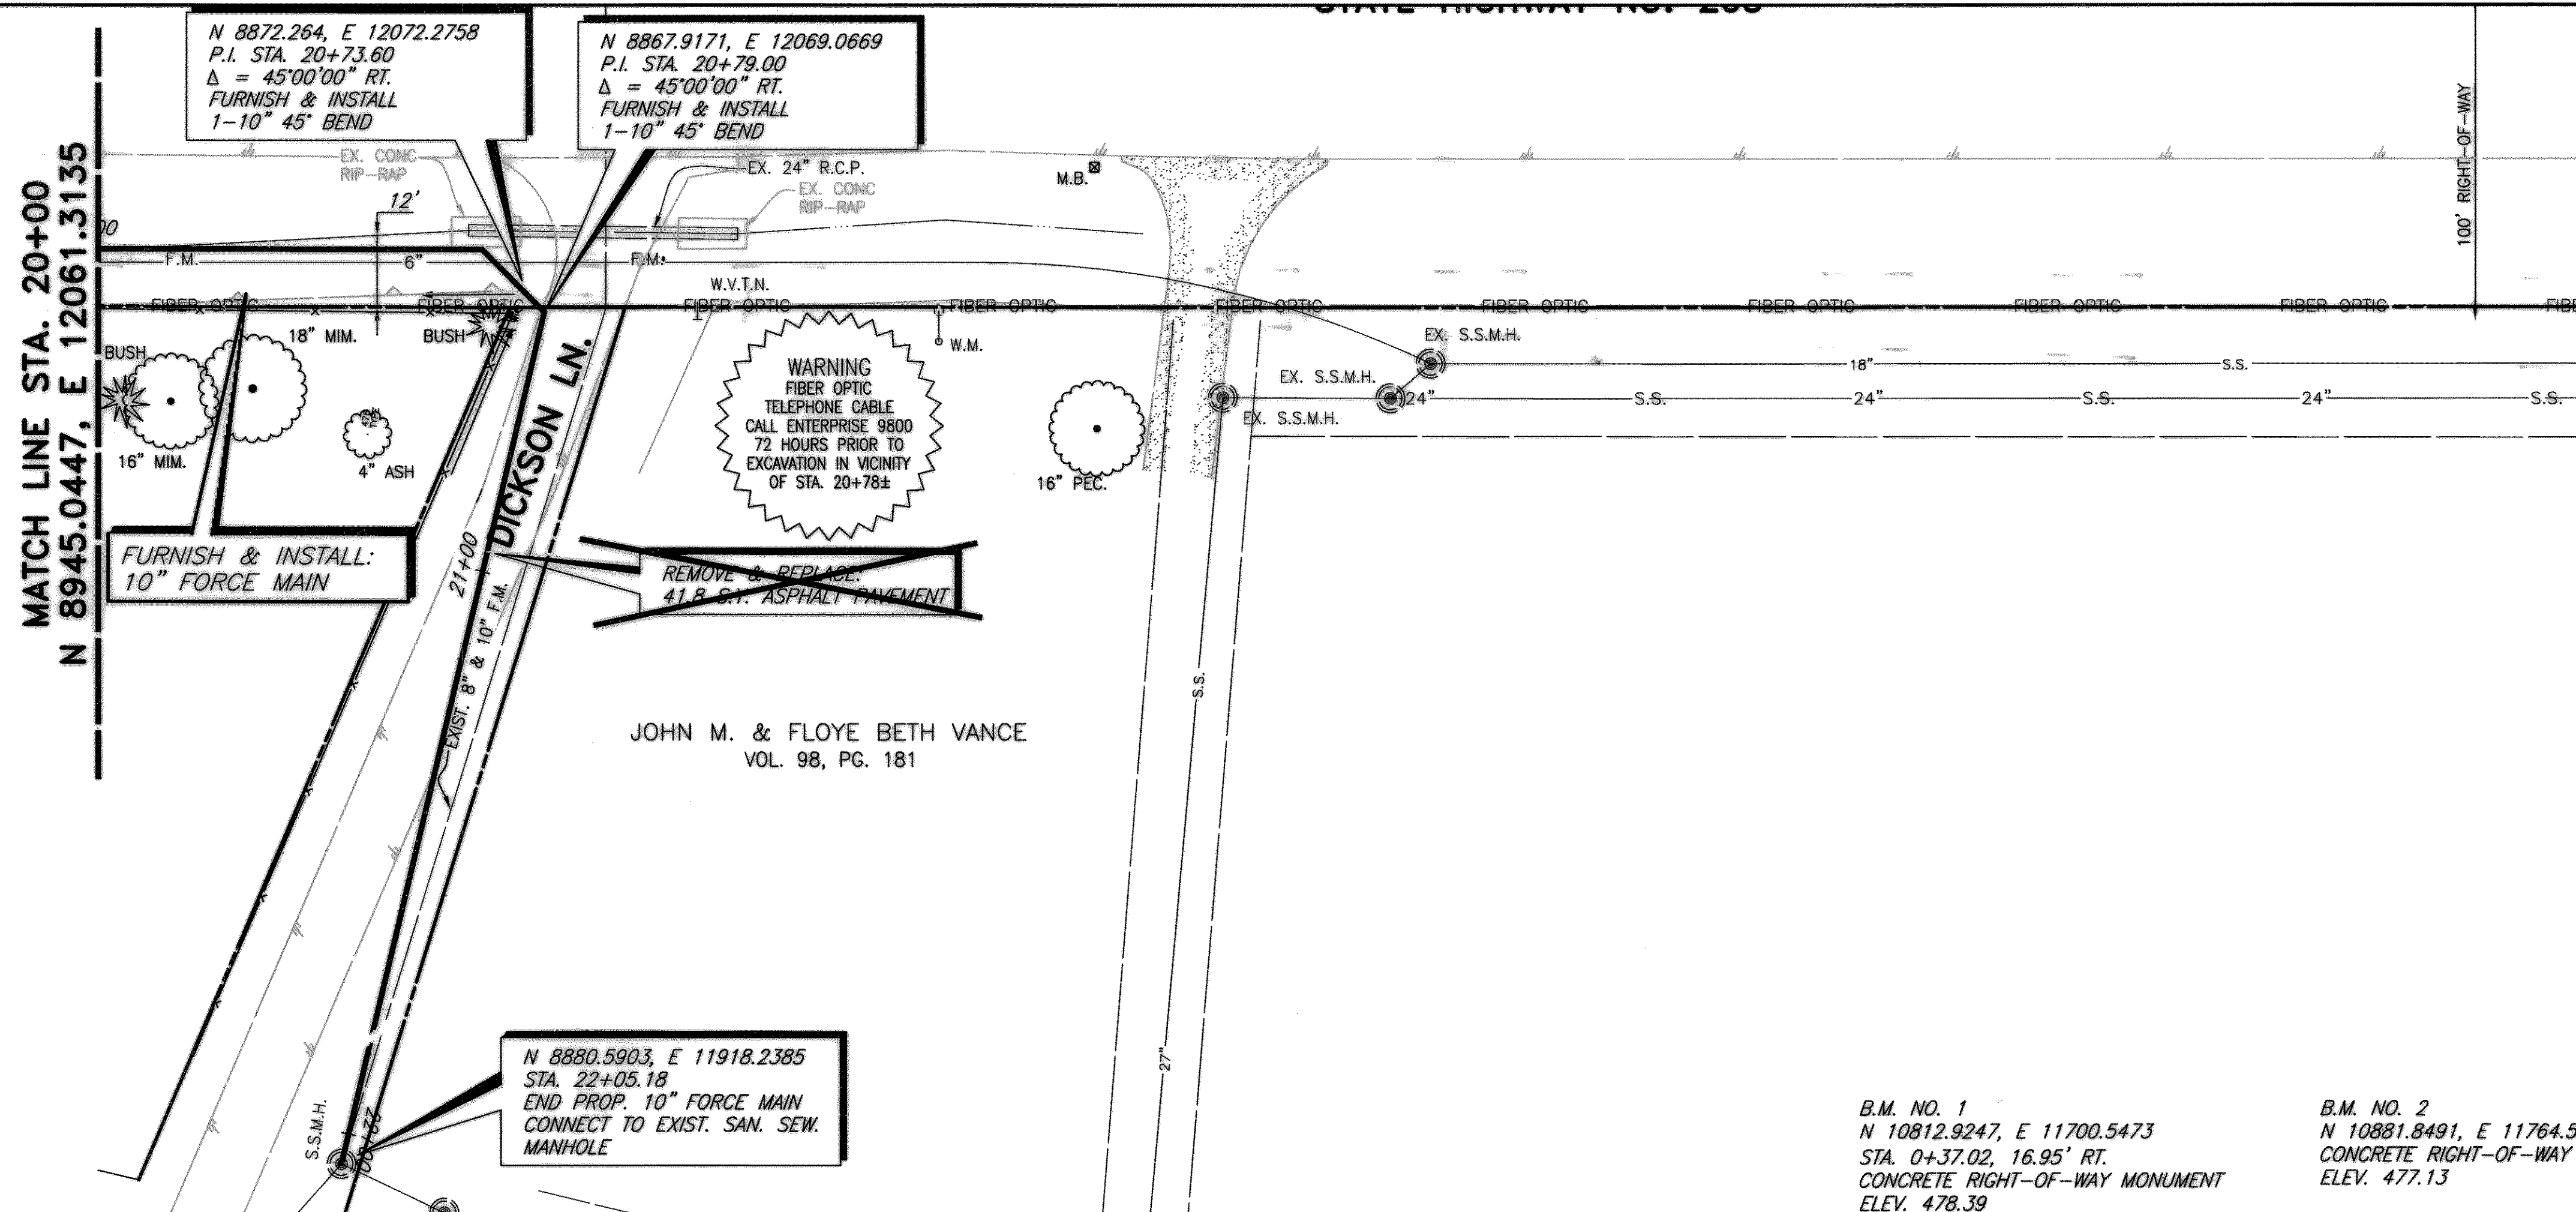 STATE HIGHWAY NO.
N 8872.264, E 12072.2758
P.I. STA. 20+73.60
Δ = 45°00'00" RT.
FURNISH & INSTALL
1-10" 45° BEND
N 8867.9171, E 12069.0669
P.I. STA. 20+79.00
Δ = 45°00'00" RT.
FURNISH & INSTALL
1-10" 45° BEND
MATCH LINE STA. 20+00
N 8945.0447, E 12061.3135
EX. CONC
RIP-RAP
EX. 24" R.C.P.
EX. CONC
RIP-RAP
M.B.
100' RIGHT-OF-WAY
12'
00
F.M.
6"
F.M.
W.V.T.N.
FIBER OPTIC
FIBER OPTIC
FIBER OPTIC
FIBER OPTIC
FIBER OPTIC
FIBER OPTIC
FIBER OPTIC
FIBER OPTIC
FIBER OPTIC
BUSH
18" MIM.
BUSH
W.M.
EX. S.S.M.H.
18"
S.S.
EX. S.S.M.H.
24"
S.S.
24"
S.S.
24"
S.S.
EX. S.S.M.H.
16" MIM.
4" ASH
16" PEC.
WARNING
FIBER OPTIC
TELEPHONE CABLE
CALL ENTERPRISE 9800
72 HOURS PRIOR TO
EXCAVATION IN VICINITY
OF STA. 20+78±
DICKSON LN.
FURNISH & INSTALL:
10" FORCE MAIN
21+00
REMOVE & REPLACE:
41.8 S.Y. ASPHALT PAVEMENT
EXIST. 8" & 10" F.M.
S.S.
JOHN M. & FLOYE BETH VANCE
VOL. 98, PG. 181
27"
N 8880.5903, E 11918.2385
STA. 22+05.18
END PROP. 10" FORCE MAIN
CONNECT TO EXIST. SAN. SEW.
MANHOLE
S.S.M.H.
22+00
B.M. NO. 1
N 10812.9247, E 11700.5473
STA. 0+37.02, 16.95' RT.
CONCRETE RIGHT-OF-WAY MONUMENT
ELEV. 478.39
B.M. NO. 2
N 10881.8491, E 11764.5
CONCRETE RIGHT-OF-WAY
ELEV. 477.13